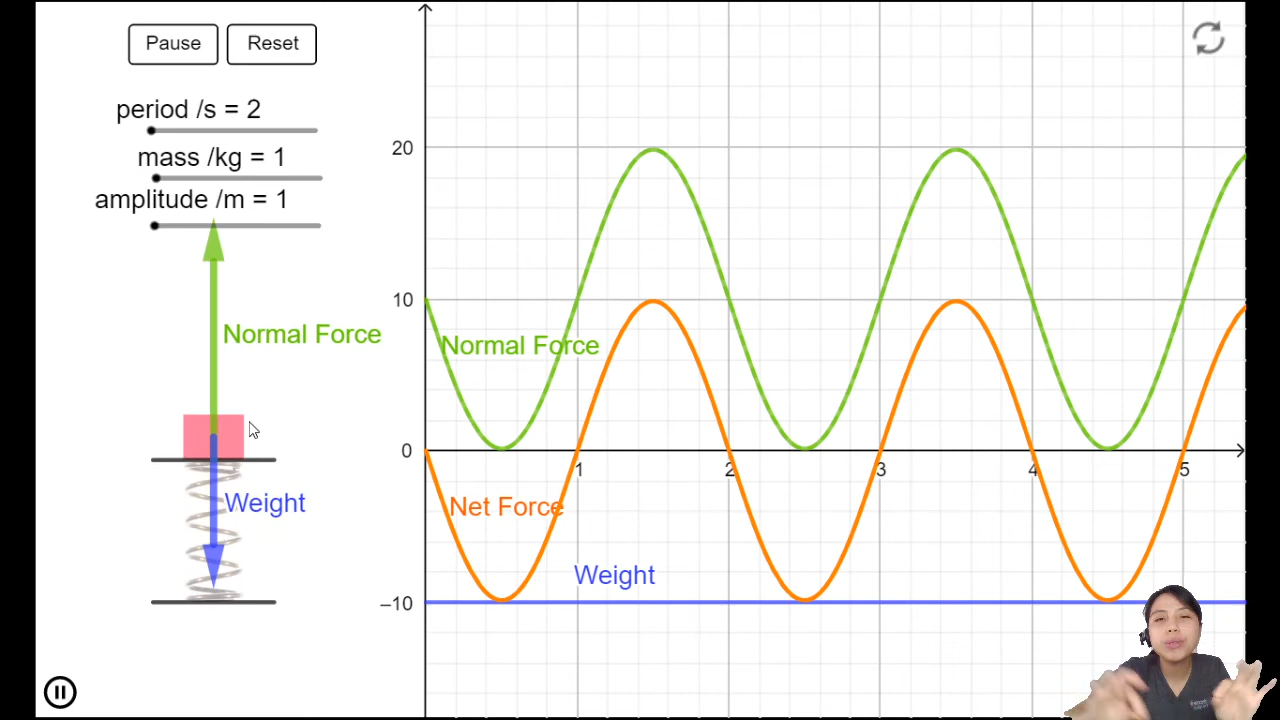 Pause
Reset
period /s = 2
mass /kg = 1
amplitude /m = 1
Normal Force
Weight
20
10
0
−10
1
2
3
4
5
Normal Force
Net Force
Weight